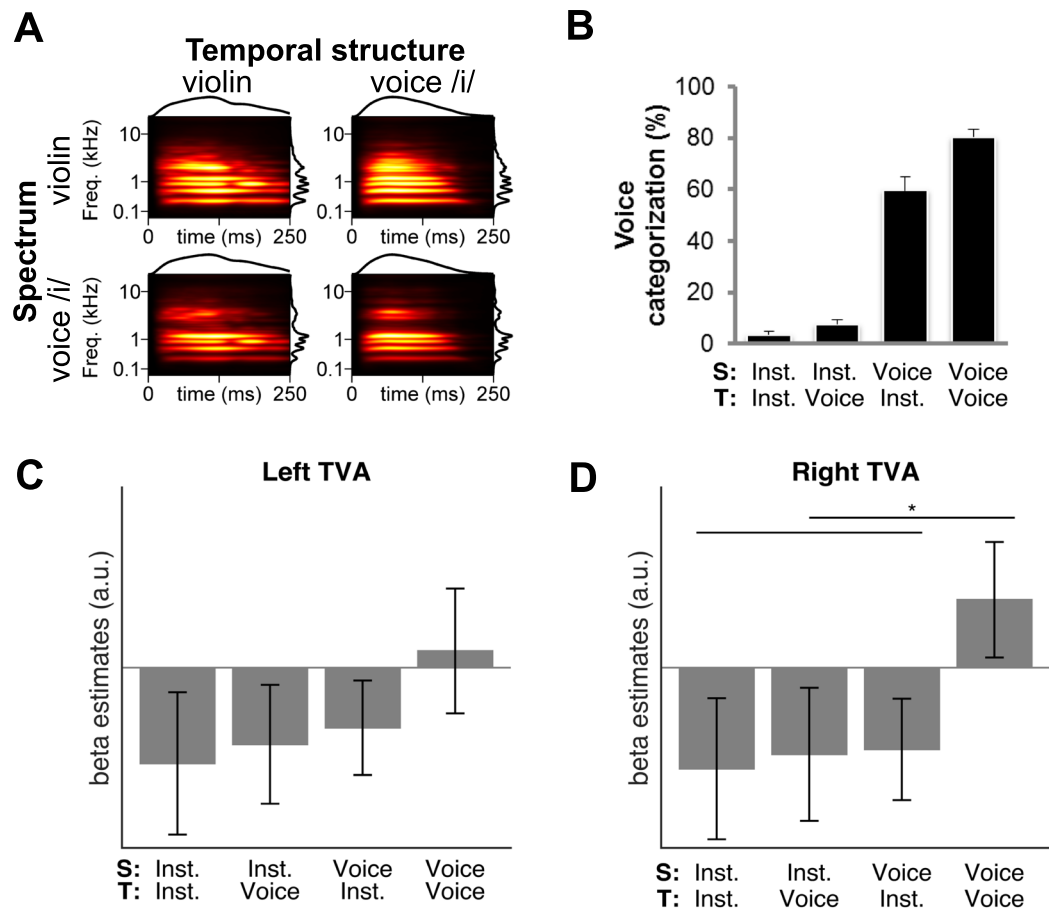 A
Temporal structure
violin voice /i/
Spectrum
violin
voice /i/
Freq. (kHz)
10
1
0.1
0 time (ms) 250
0 time (ms) 250
Freq. (kHz)
10
1
0.1
0 time (ms) 250
0 time (ms) 250
10
1
0.1
10
1
0.1
B
Voice
categorization (%)
100
80
60
40
20
0
S: Inst. Inst. Voice Voice
T: Inst. Voice Inst. Voice
C
Left TVA
beta estimates (a.u.)
S: Inst. Inst. Voice Voice
T: Inst. Voice Inst. Voice
D
Right TVA
*
beta estimates (a.u.)
S: Inst. Inst. Voice Voice
T: Inst. Voice Inst. Voice